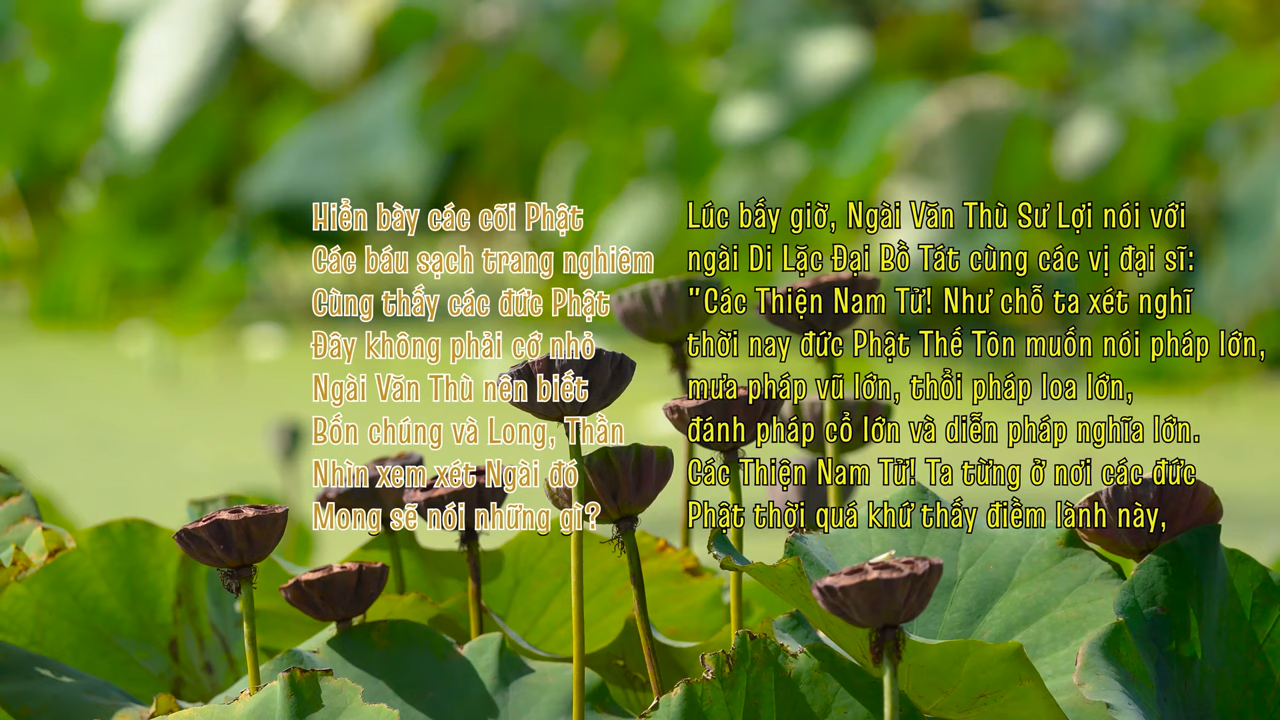 Hiển bày các cõi Phật
Các báu sạch trang nghiêm
Cùng thấy các đức Phật
Đây không phải cớ nhỏ
Ngài Văn Thù nên biết
Bốn chúng và Long, Thần
Nhìn xem xét Ngài đó
Mong sẽ nói những gì?
Lúc bấy giờ, Ngài Văn Thù Sư Lợi nói với
ngài Di Lặc Đại Bồ Tát cùng các vị đại sĩ:
"Các Thiện Nam Tử! Như chỗ ta xét nghĩ
thời nay đức Phật Thế Tôn muốn nói pháp lớn,
mưa pháp vũ lớn, thổi pháp loa lớn,
đánh pháp cổ lớn và diễn pháp nghĩa lớn.
Các Thiện Nam Tử! Ta từng ở nơi các đức
Phật thời quá khứ thấy điềm lành này,